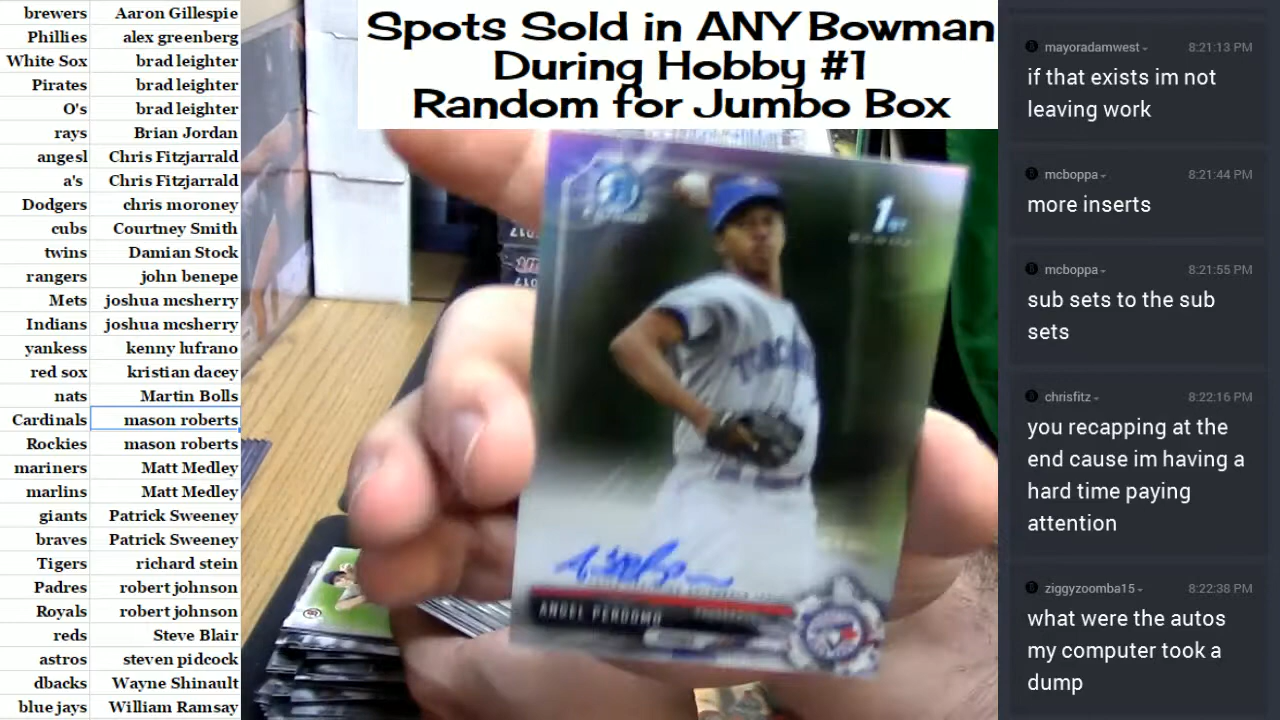 brewers Aaron Gillespie
Phillies alex greenberg
White Sox brad leighter
Pirates brad leighter
O's brad leighter
rays Brian Jordan
angesl Chris Fitzjarrald
a's Chris Fitzjarrald
Dodgers chris moroney
cubs Courtney Smith
twins Damian Stock
rangers john benepe
Mets joshua mcsherry
Indians joshua mcsherry
yankess kenny lufrano
red sox kristian dacey
nats Martin Bolls
Cardinals mason roberts
Rockies mason roberts
mariners Matt Medley
marlins Matt Medley
giants Patrick Sweeney
braves Patrick Sweeney
Tigers richard stein
Padres robert johnson
Royals robert johnson
reds Steve Blair
astros steven pidcock
dbacks Wayne Shinault
blue jays William Ramsay
Spots Sold in ANY Bowman
During Hobby #1
Random for Jumbo Box
1st
TORONTO
ANGEL PERDOMO
2017
2017
mayoradamwest 8:21:13 PM
if that exists im not
leaving work
mcboppa 8:21:44 PM
more inserts
mcboppa 8:21:55 PM
sub sets to the sub
sets
chrisfitz 8:22:16 PM
you recapping at the
end cause im having a
hard time paying
attention
ziggyzoomba15 8:22:38 PM
what were the autos
my computer took a
dump